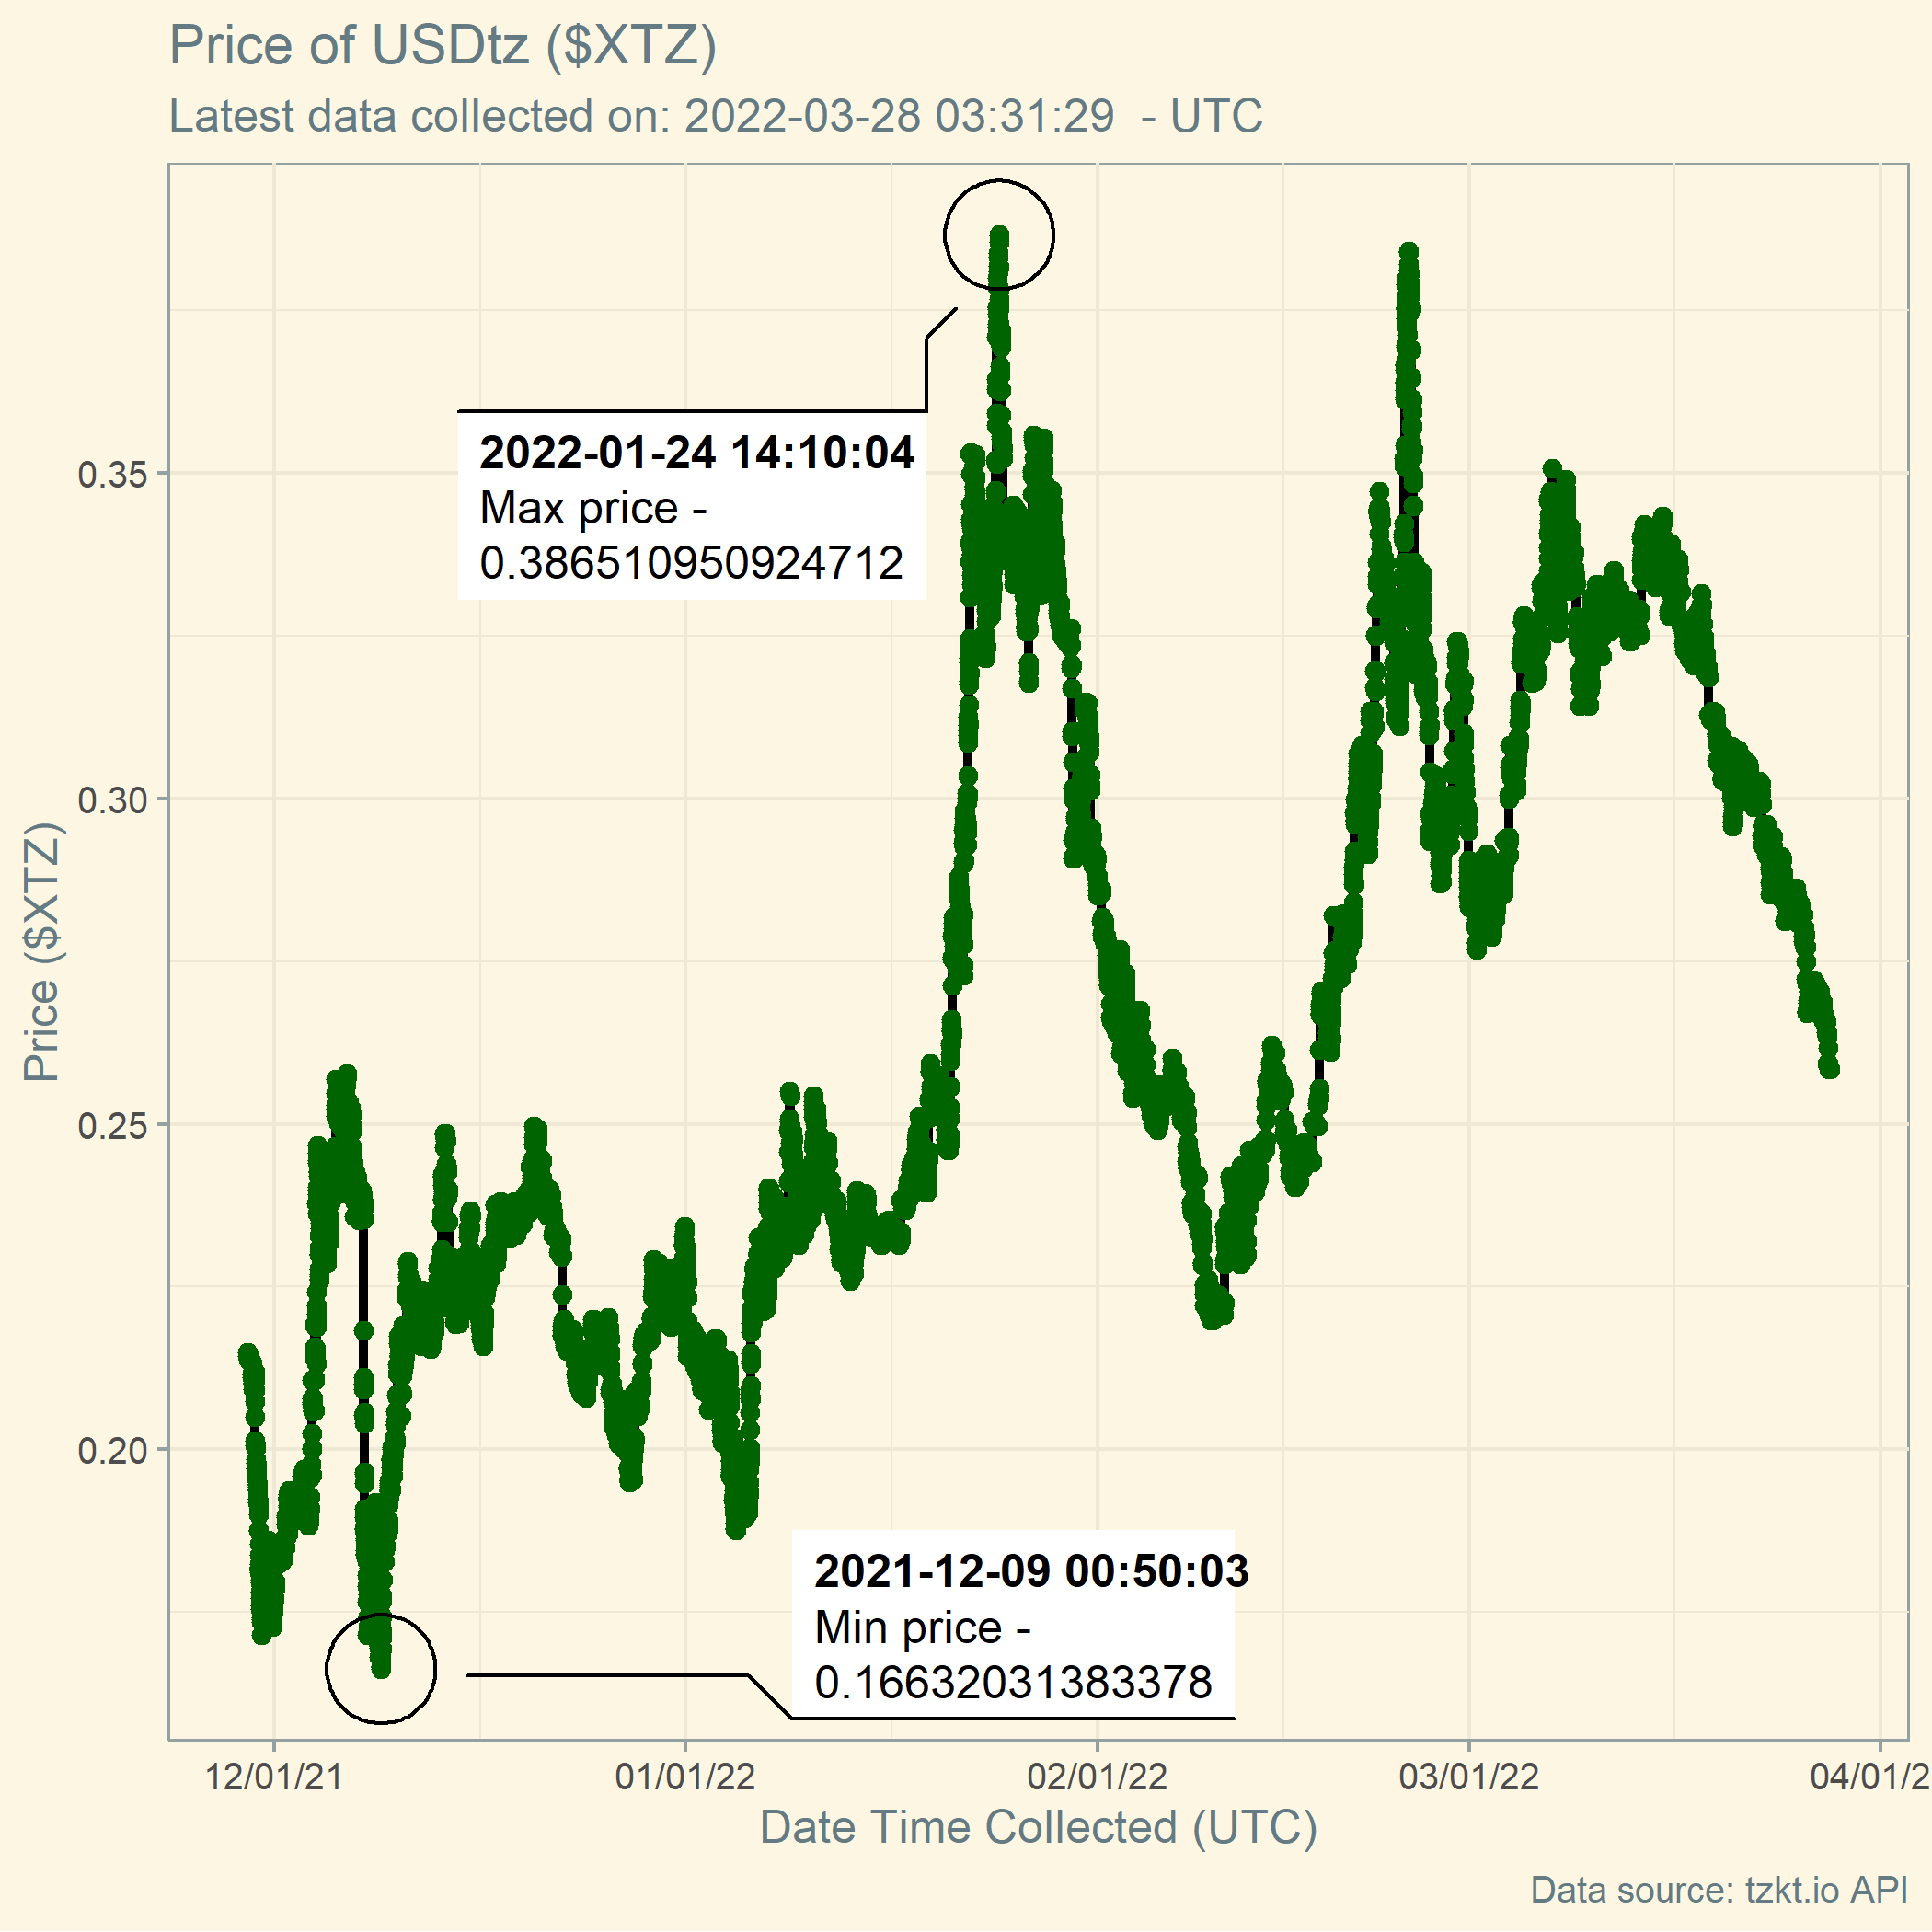 Price of USDtz ($XTZ)
Latest data collected on: 2022-03-28 03:31:29  - UTC
2022-01-24 14:10:04
Max price -
0.386510950924712
0.35
0.30
0.25
0.20
Price ($XTZ)
2021-12-09 00:50:03
Min price -
0.16632031383378
12/01/21
01/01/22
02/01/22
03/01/22
04/01/2
Date Time Collected (UTC)
Data source: tzkt.io API